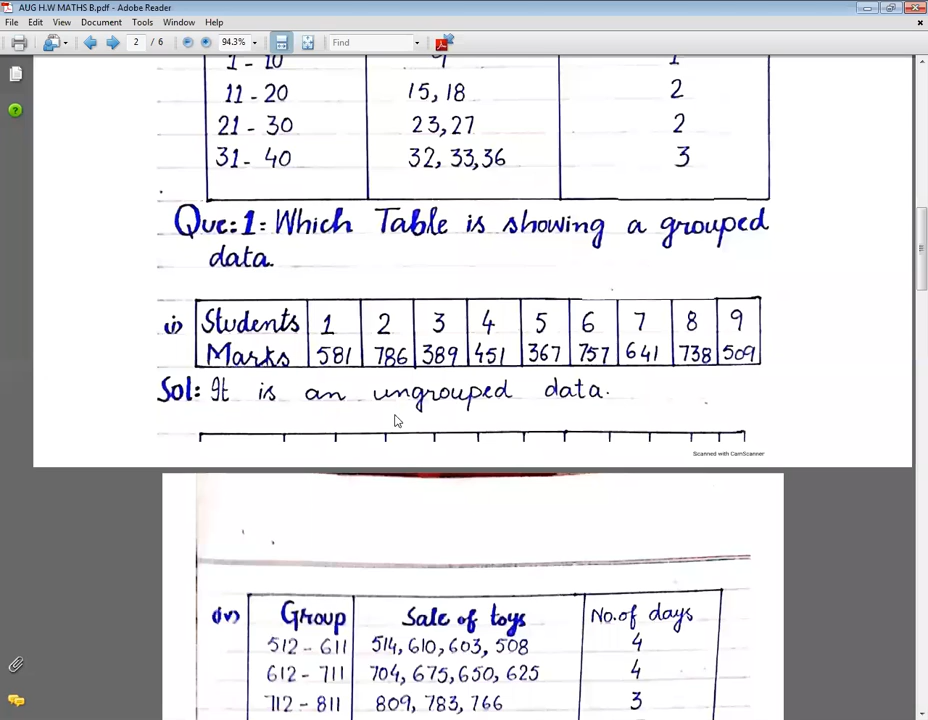 AUG H.W MATHS B.pdf - Adobe Reader
File Edit View Document Tools Window Help
2 / 6 94.3% Find
1 - 10 9 1
11 - 20 15, 18 2
21 - 30 23, 27 2
31 - 40 32, 33, 36 3
Que: 1: Which Table is showing a grouped
data.
i) Students 1 2 3 4 5 6 7 8 9
Marks 581 786 389 451 367 757 641 738 509
Sol: It is an ungrouped data.
Scanned with CamScanner
(iv) Group Sale of toys No. of days
512 - 611 514, 610, 603, 508 4
612 - 711 704, 675, 650, 625 4
712 - 811 809, 783, 766 3